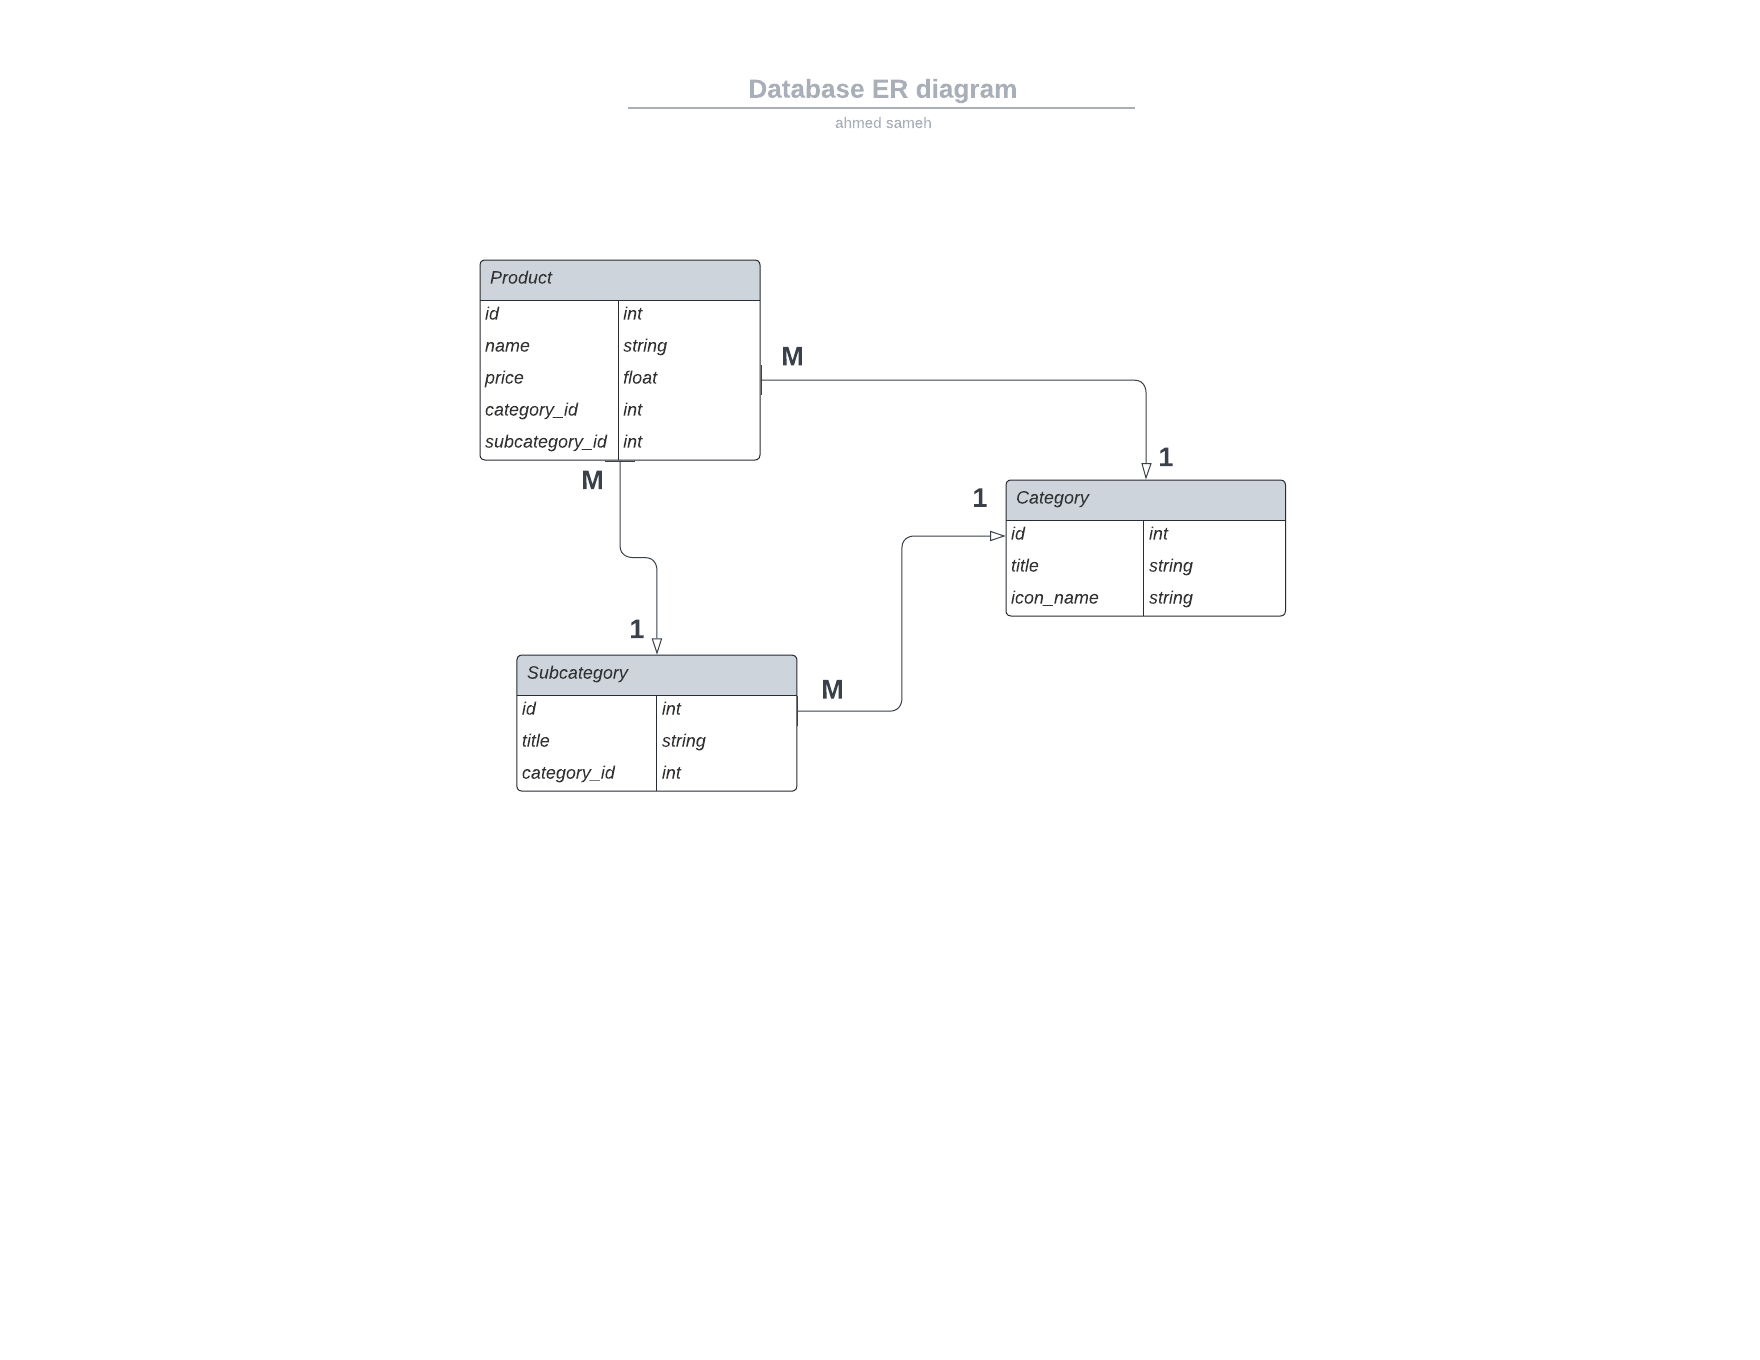 Database ER diagram
ahmed sameh
Product
id int
name string
price float
category_id int
subcategory_id int
M
1
M
1
Category
id int
title string
icon_name string
1
Subcategory
id int
title string
category_id int
M